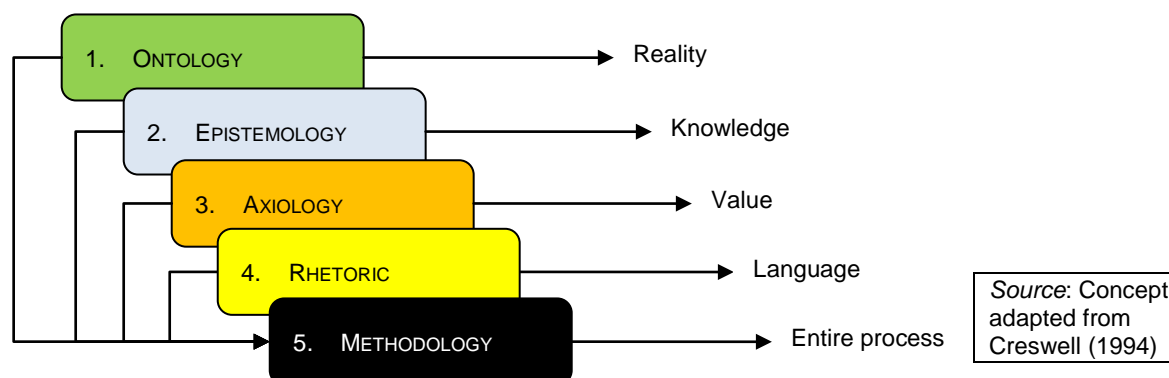 1. ONTOLOGY
Reality
2. EPISTEMOLOGY
Knowledge
3. AXIOLOGY
Value
4. RHETORIC
Language
5. METHODOLOGY
Entire process
Source: Concept
adapted from
Creswell (1994)